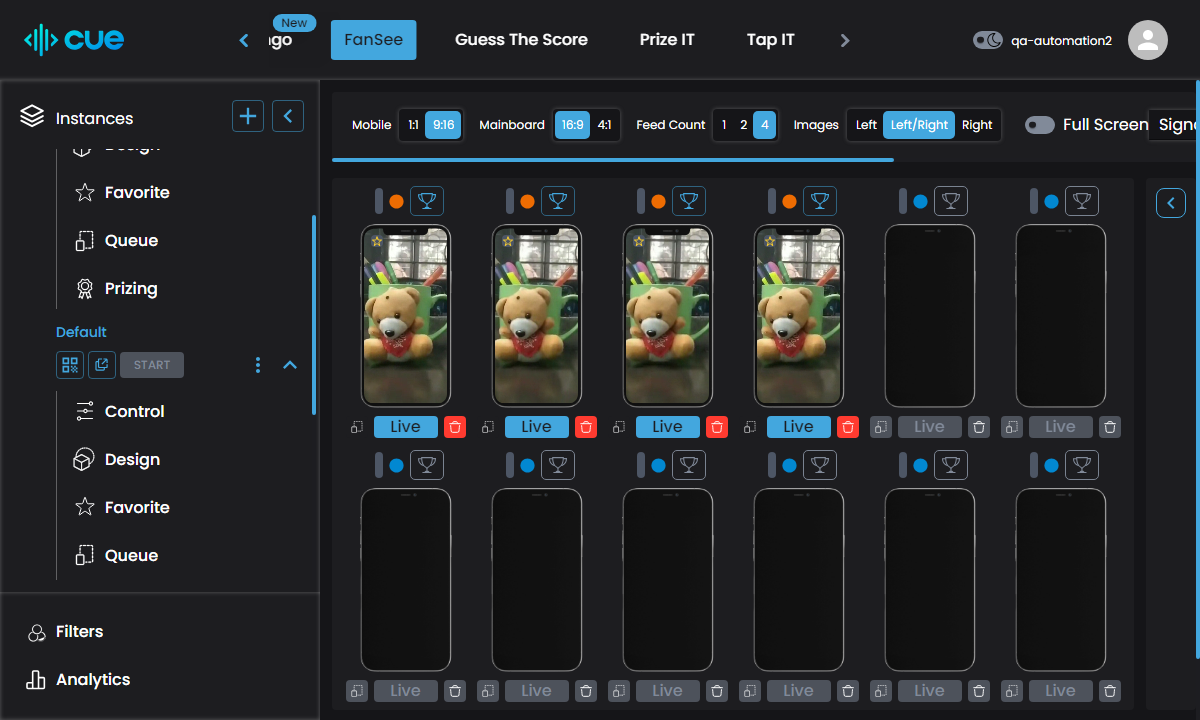 cue
New
ngo
FanSee
Guess The Score
Prize IT
Tap IT
qa-automation2
Instances
Mobile
1:1
9:16
Mainboard
16:9
4:1
Feed Count
1
2
4
Images
Left
Left/Right
Right
Full Screen
Sign
Design
Favorite
Queue
Prizing
Default
START
Control
Design
Favorite
Queue
Filters
Analytics
Live
Live
Live
Live
Live
Live
Live
Live
Live
Live
Live
Live